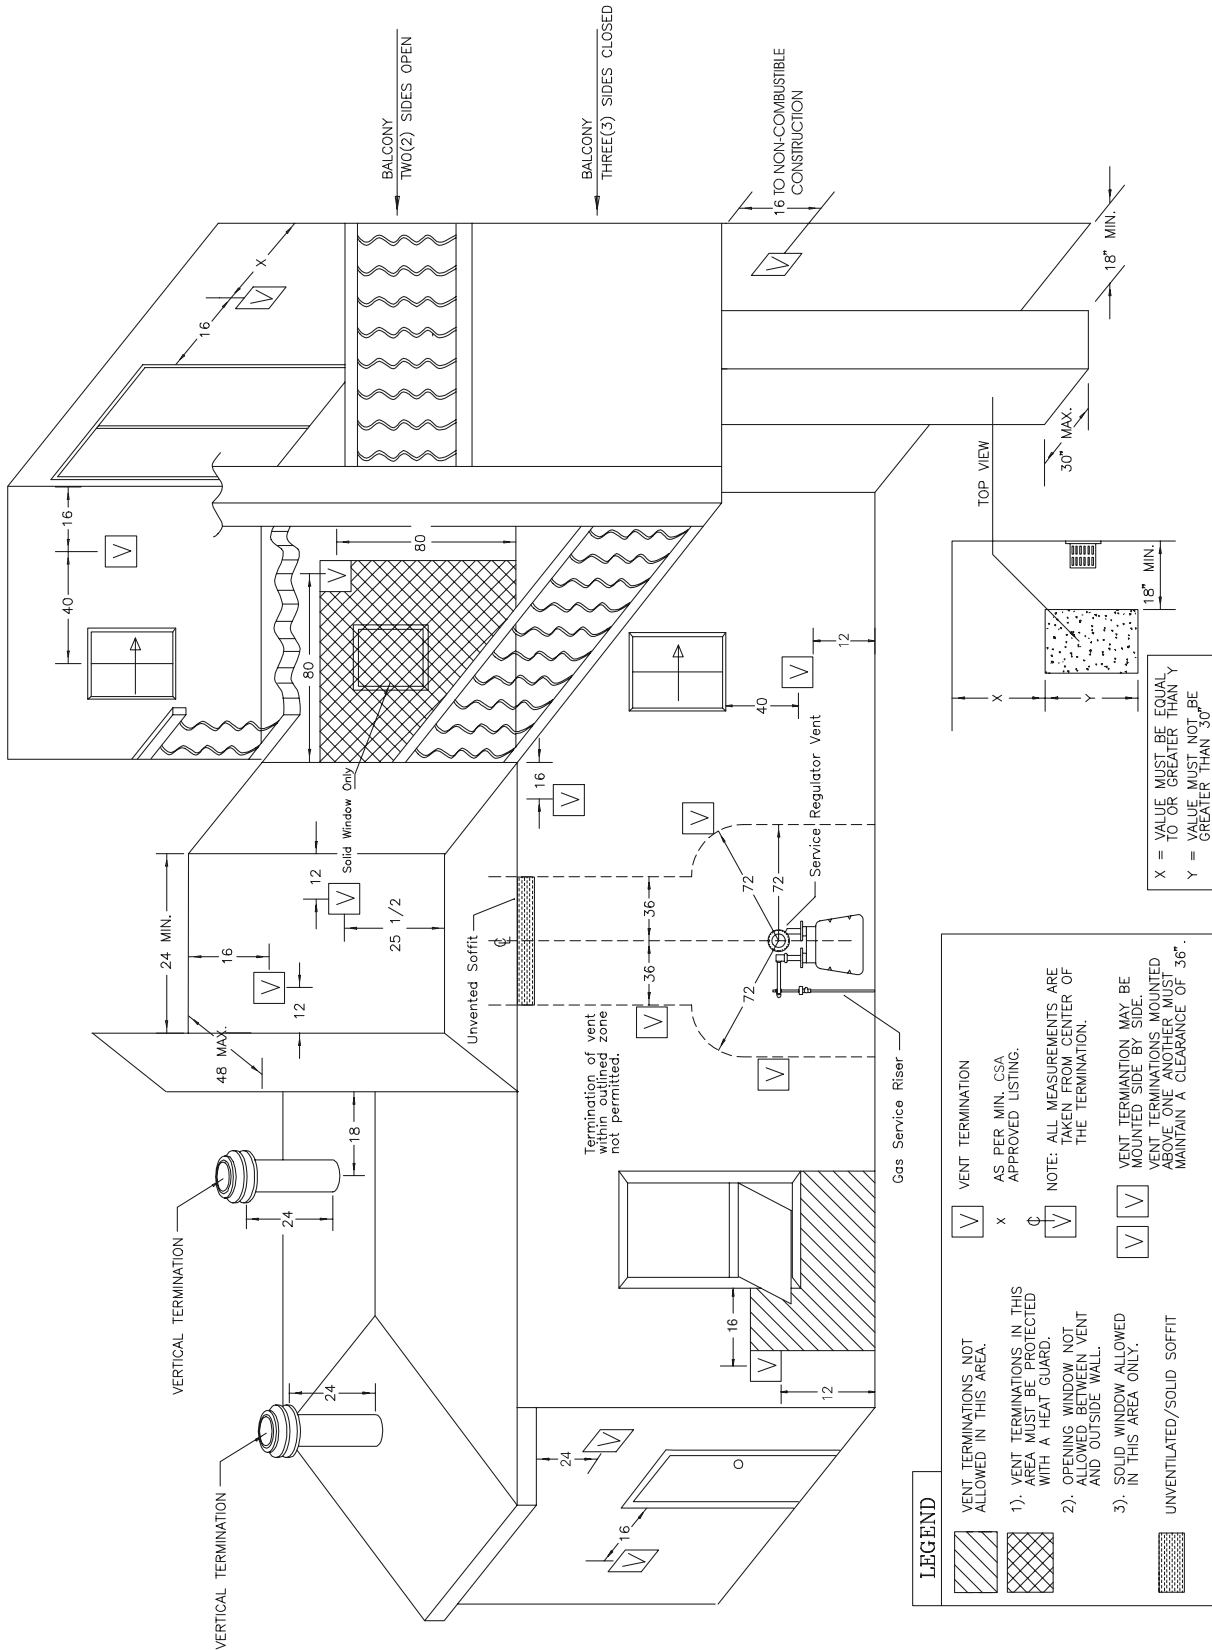 BALCONY
TWO(2) SIDES OPEN
BALCONY
THREE(3) SIDES CLOSED
16 TO NON-COMBUSTIBLE
CONSTRUCTION
X
V
16
16
V
40
V
80
80
V
Solid Window Only
24 MIN.
12
V
25 1/2
16
V
12
48 MAX.
18
VERTICAL TERMINATION
24
VERTICAL TERMINATION
24
Unvented Soffit
℄
16
V
V
40
12
V
Service Regulator Vent
36
36
72
72
72
V
V
V
Termination of vent
within outlined zone
not permitted.
Gas Service Riser
16
V
12
24
V
16
V
18" MIN.
30" MAX.
TOP VIEW
18" MIN.
X
Y
X = VALUE MUST BE EQUAL
TO OR GREATER THAN Y
Y = VALUE MUST NOT BE
GREATER THAN 30"
LEGEND
VENT TERMINATIONS NOT
ALLOWED IN THIS AREA.
1). VENT TERMINATIONS IN THIS
AREA MUST BE PROTECTED
WITH A HEAT GUARD.
2). OPENING WINDOW NOT
ALLOWED BETWEEN VENT
AND OUTSIDE WALL.
3). SOLID WINDOW ALLOWED
IN THIS AREA ONLY.
UNVENTILATED/SOLID SOFFIT
V VENT TERMINATION
x AS PER MIN. CSA
APPROVED LISTING.
℄
V NOTE: ALL MEASUREMENTS ARE
TAKEN FROM CENTER OF
THE TERMINATION.
V V VENT TERMIANTION MAY BE
MOUNTED SIDE BY SIDE.
VENT TERMINATIONS MOUNTED
ABOVE ONE ANOTHER MUST
MAINTAIN A CLEARANCE OF 36".